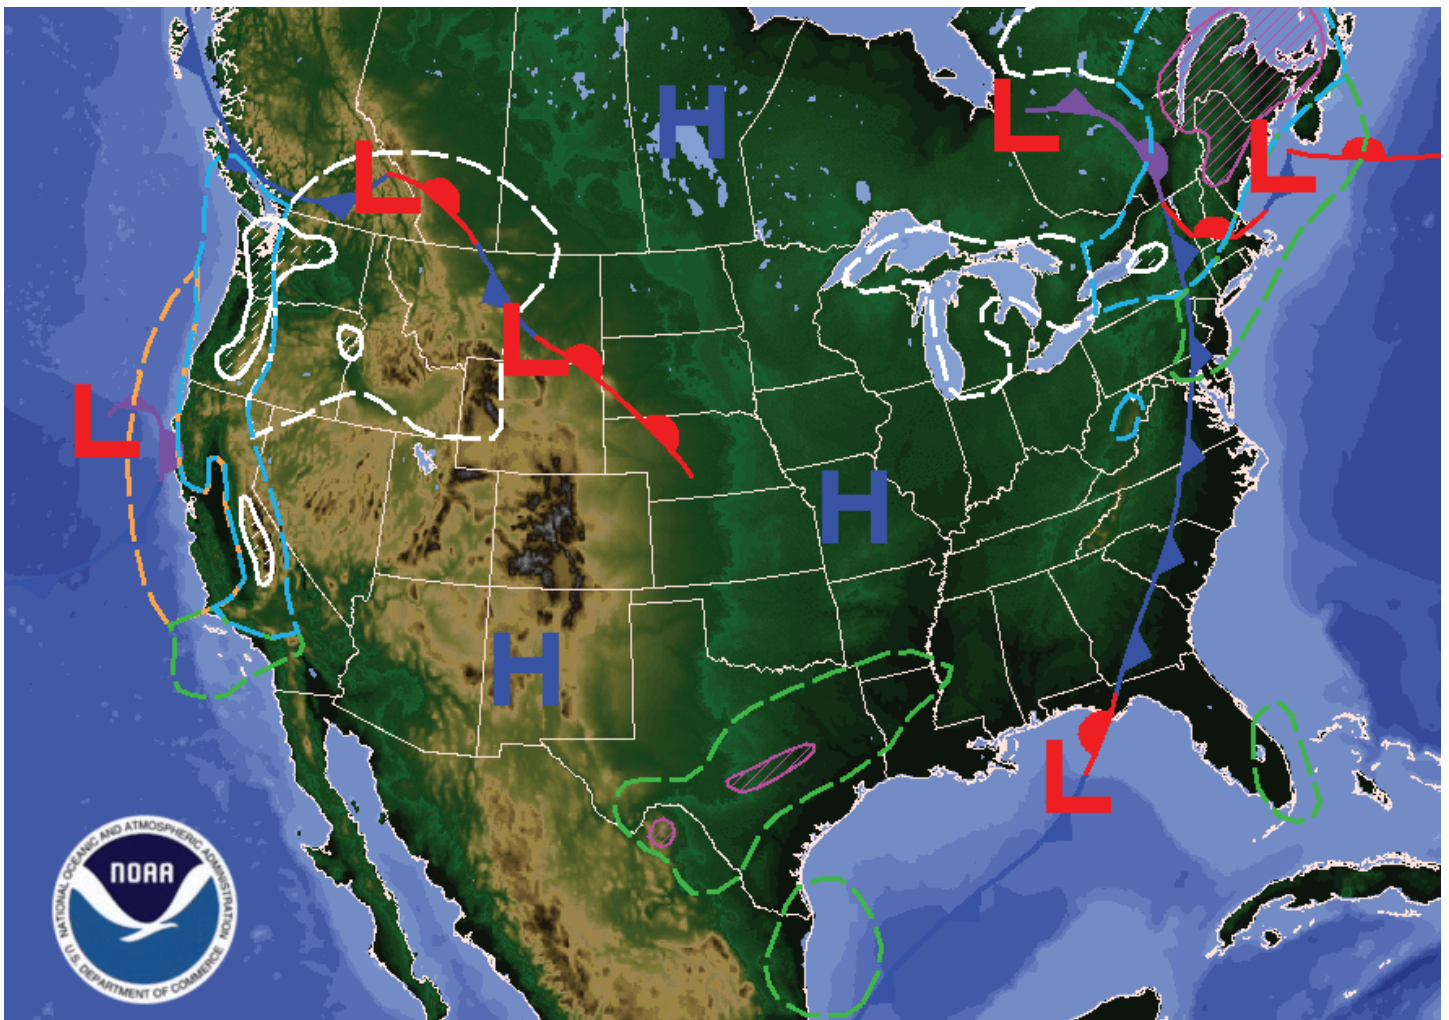 H
L
L
L
L
L
L
H
H
L
NATIONAL OCEANIC AND ATMOSPHERIC ADMINISTRATION
NOAA
U.S. DEPARTMENT OF COMMERCE